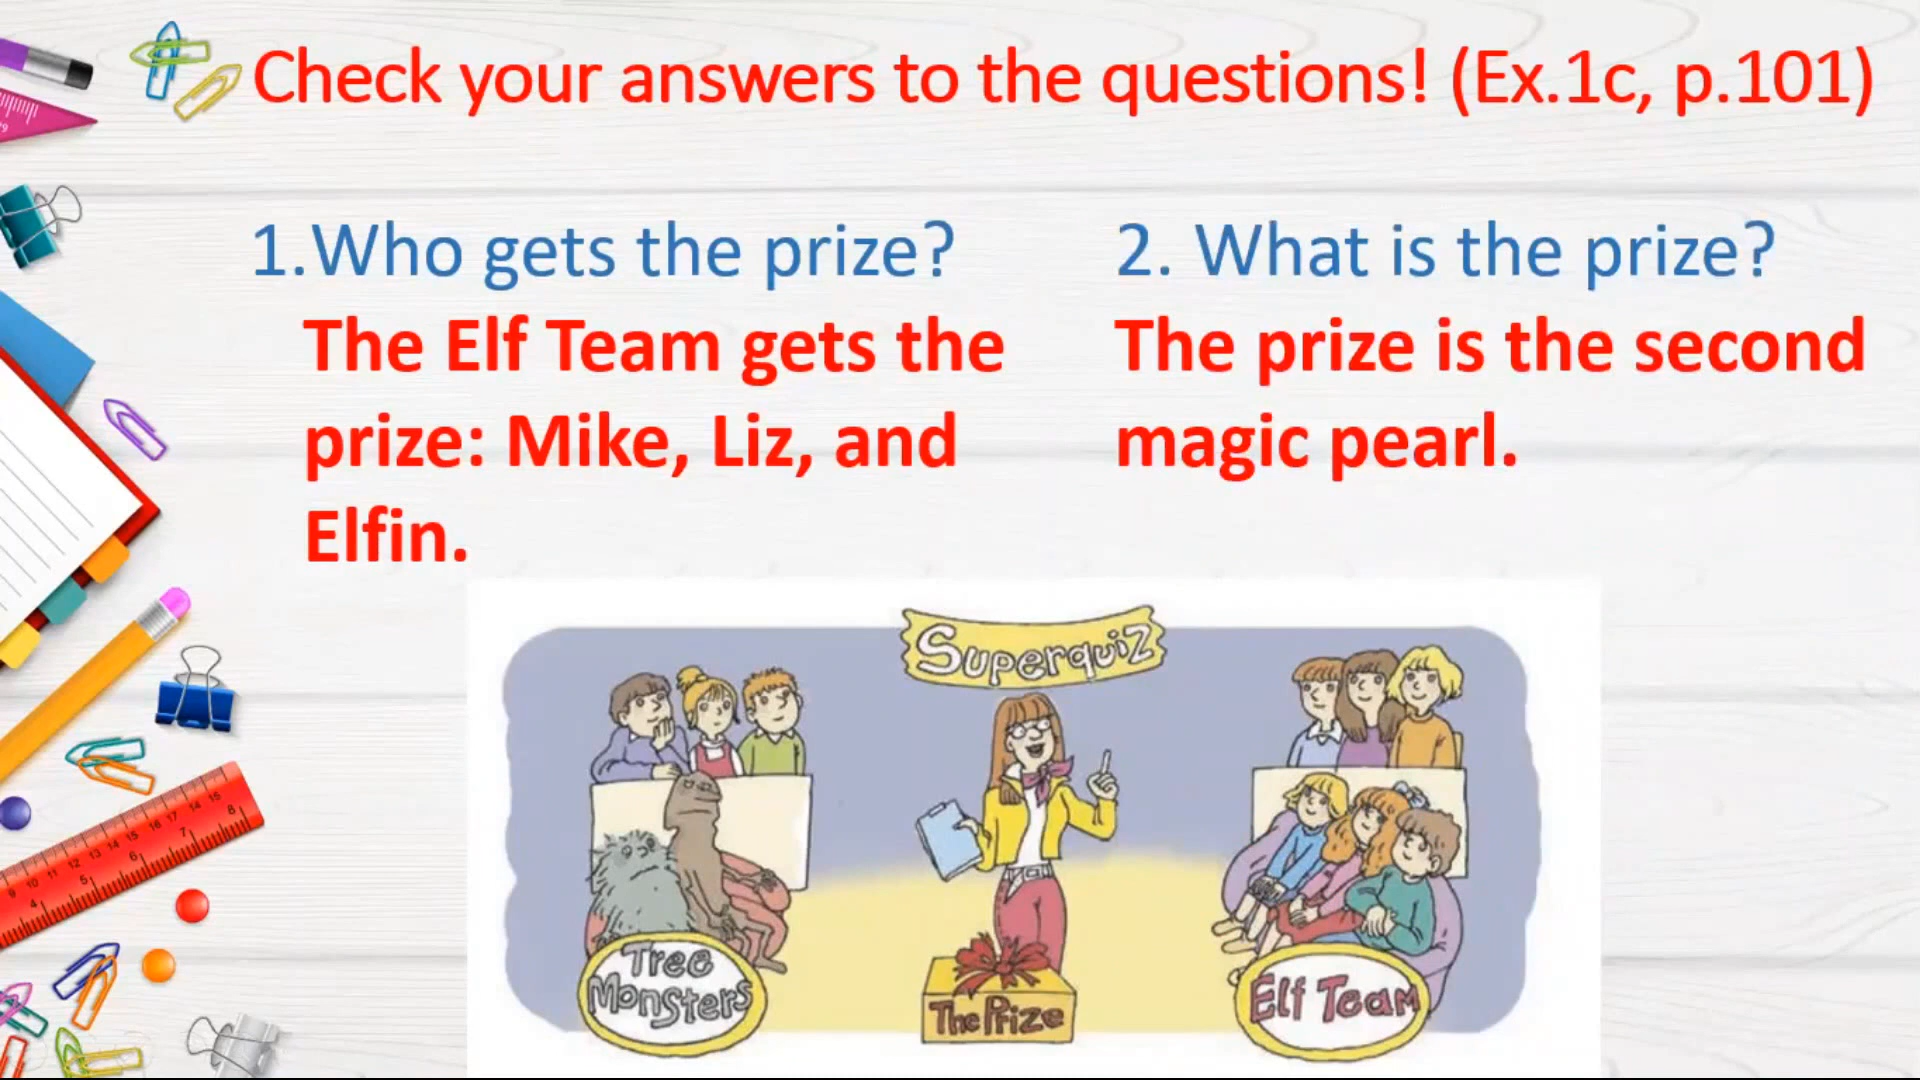 Check your answers to the questions! (Ex.1c, p.101)
1.Who gets the prize?
The Elf Team gets the
prize: Mike, Liz, and
Elfin.
2. What is the prize?
The prize is the second
magic pearl.
Superquiz
Tree
Monsters
The Prize
Elf Team